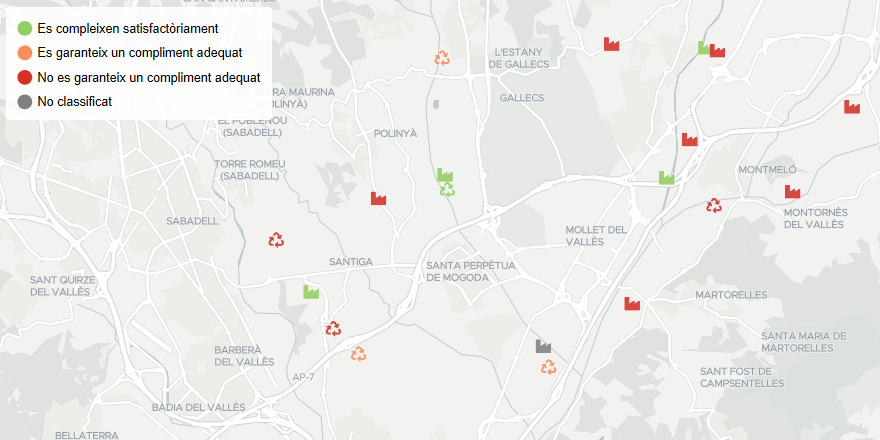 Es compleixen satisfactòriament
Es garanteix un compliment adequat
No es garanteix un compliment adequat
No classificat
L'ESTANY
DE GALLECS
GALLECS
MAURINA
(POLINYÀ)
EL POBLENOU
(SABADELL)
POLINYÀ
TORRE ROMEU
(SABADELL)
MONTMELÓ
SABADELL
MONTORNÈS
DEL VALLÈS
MOLLET DEL
VALLÈS
SANTIGA
SANTA PERPÈTUA
DE MOGODA
SANT QUIRZE
DEL VALLÈS
MARTORELLES
SANTA MARIA DE
MARTORELLES
BARBERÀ
DEL VALLÈS
AP-7
SANT FOST DE
CAMPSENTELLES
BADIA DEL VALLÈS
BELLATERRA